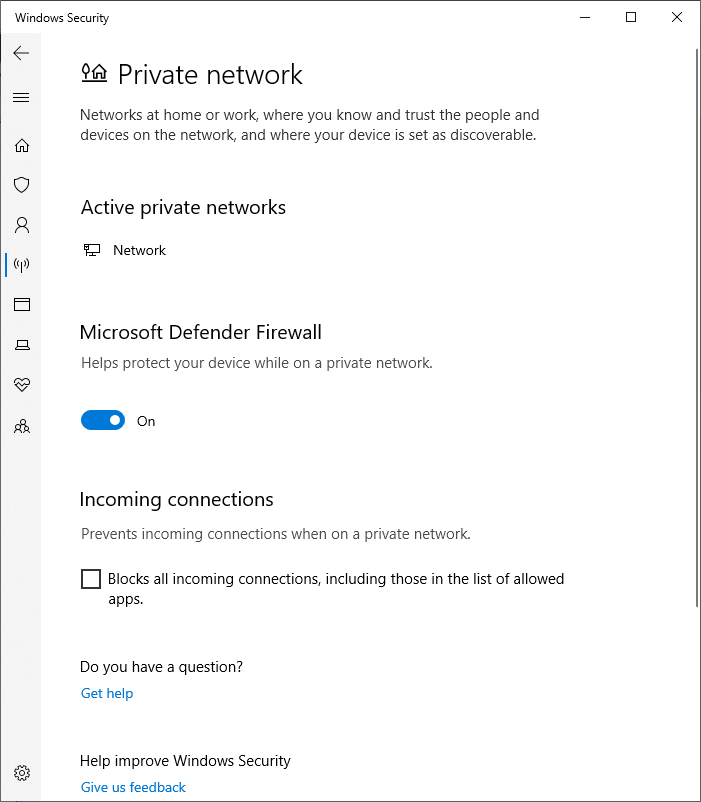 Windows Security
Private network
Networks at home or work, where you know and trust the people and
devices on the network, and where your device is set as discoverable.
Active private networks
Network
Microsoft Defender Firewall
Helps protect your device while on a private network.
On
Incoming connections
Prevents incoming connections when on a private network.
Blocks all incoming connections, including those in the list of allowed
apps.
Do you have a question?
Get help
Help improve Windows Security
Give us feedback